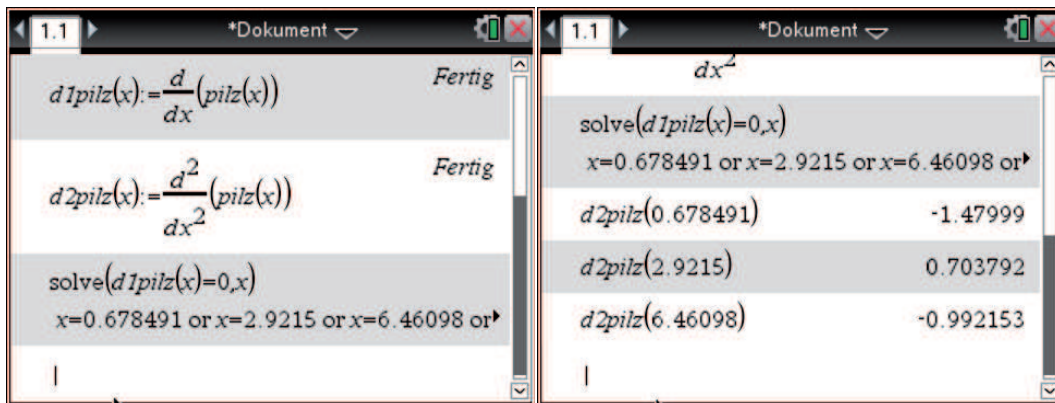 1.1 *Dokument
d1pilz(x):=d/dx(pilz(x)) Fertig
d2pilz(x):=d²/dx²(pilz(x)) Fertig
solve(d1pilz(x)=0,x)
x=0.678491 or x=2.9215 or x=6.46098 or
1.1 *Dokument
dx²
solve(d1pilz(x)=0,x)
x=0.678491 or x=2.9215 or x=6.46098 or
d2pilz(0.678491) -1.47999
d2pilz(2.9215) 0.703792
d2pilz(6.46098) -0.992153